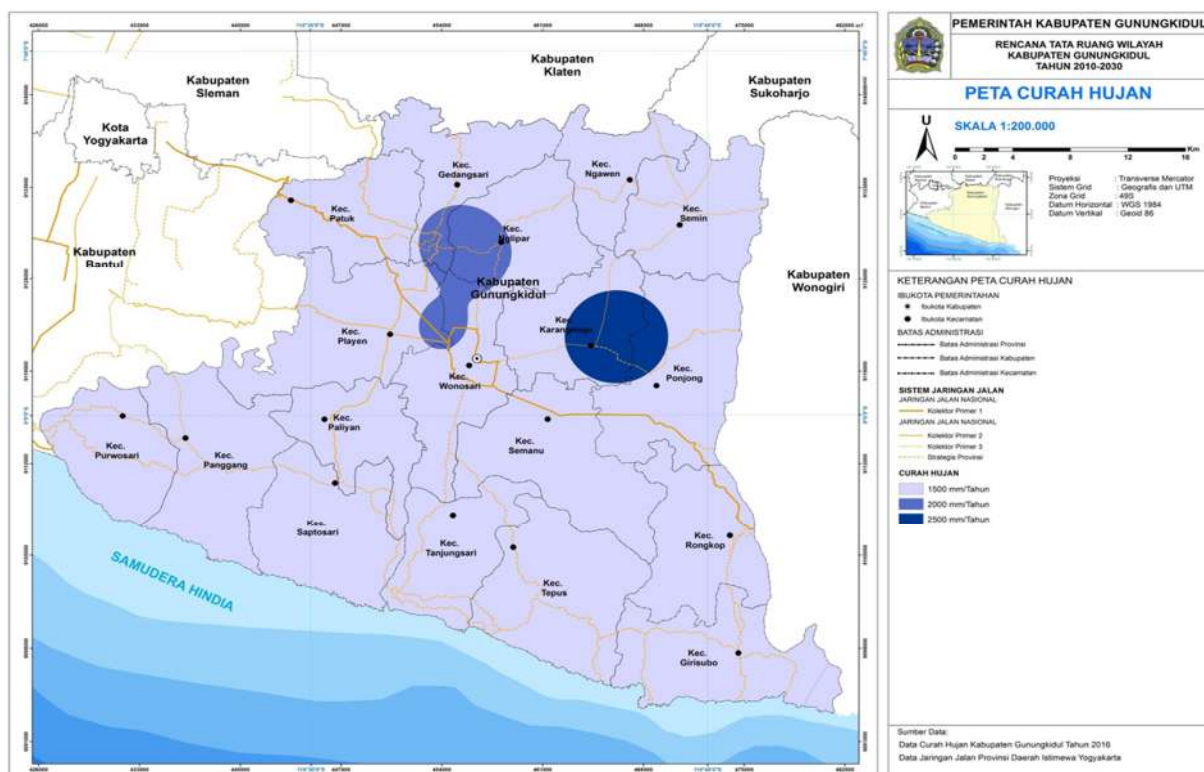 PEMERINTAH KABUPATEN GUNUNGKIDUL
RENCANA TATA RUANG WILAYAH
KABUPATEN GUNUNGKIDUL
TAHUN 2010-2030
PETA CURAH HUJAN
U
SKALA 1:200.000
Km
0 2 4 8 12 16
Proyeksi : Transverse Mercator
Sistem Grid : Geografis dan UTM
Zona Grid : 49S
Datum Horizontal : WGS 1984
Datum Vertikal : Geoid 86
KETERANGAN PETA CURAH HUJAN
IBUKOTA PEMERINTAHAN
Ibukota Kabupaten
Ibukota Kecamatan
BATAS ADMINISTRASI
Batas Administrasi Provinsi
Batas Administrasi Kabupaten
Batas Administrasi Kecamatan
SISTEM JARINGAN JALAN
JARINGAN JALAN NASIONAL
Kolektor Primer 1
JARINGAN JALAN NASIONAL
Kolektor Primer 2
Kolektor Primer 3
Strategis Provinsi
CURAH HUJAN
1500 mm/Tahun
2000 mm/Tahun
2500 mm/Tahun
Sumber Data:
Data Curah Hujan Kabupaten Gunungkidul Tahun 2016
Data Jaringan Jalan Provinsi Daerah Istimewa Yogyakarta
Kabupaten
Sleman
Kabupaten
Klaten
Kabupaten
Sukoharjo
Kota
Yogyakarta
Kabupaten
Bantul
Kabupaten
Wonogiri
Kec.
Gedangsari
Kec.
Ngawen
Kec.
Patuk
Kec.
Semin
Kec.
Kabupaten
Gunungkidul
Kec.
Playen
Kec.
Kec.
Wonosari
Kec.
Ponjong
Kec.
Purwosari
Kec.
Panggang
Kec.
Paliyan
Kec.
Semanu
Kec.
Saptosari
Kec.
Tanjungsari
Kec.
Rongkop
Kec.
Tepus
Kec.
Girisubo
SAMUDERA HINDIA